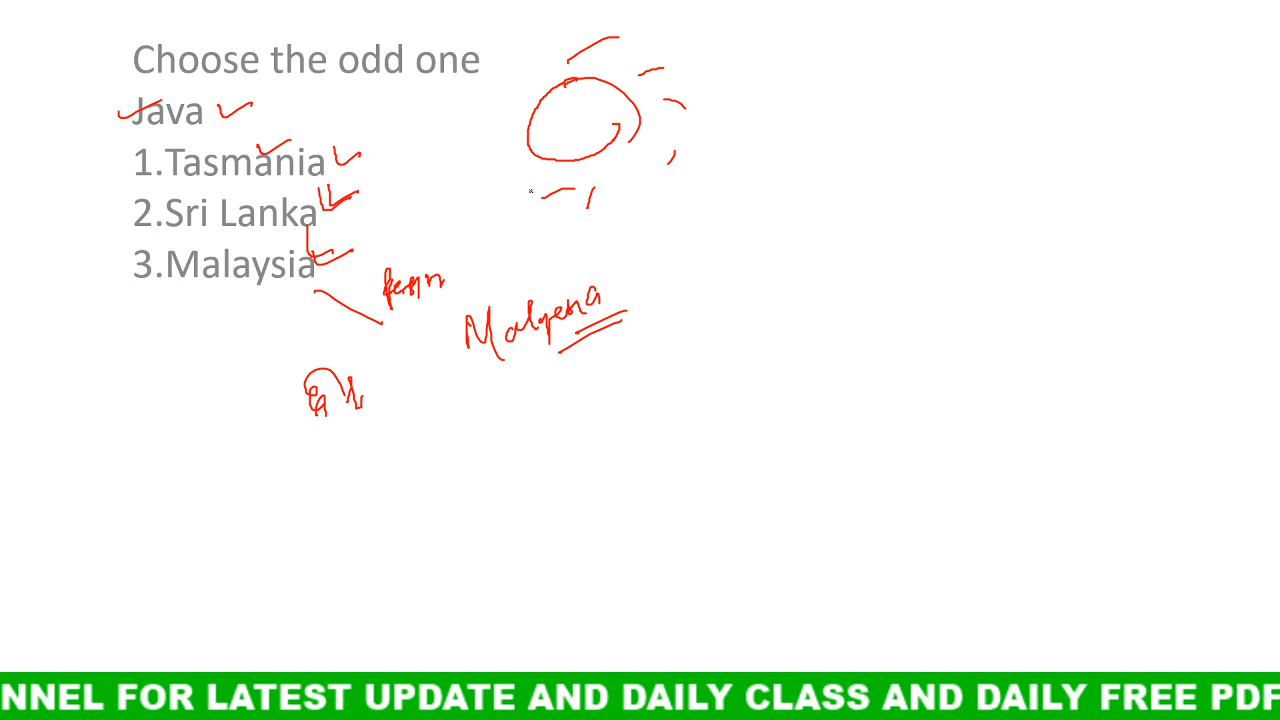 Choose the odd one
Java
1.Tasmania
2.Sri Lanka
3.Malaysia
NNEL FOR LATEST UPDATE AND DAILY CLASS AND DAILY FREE PDF